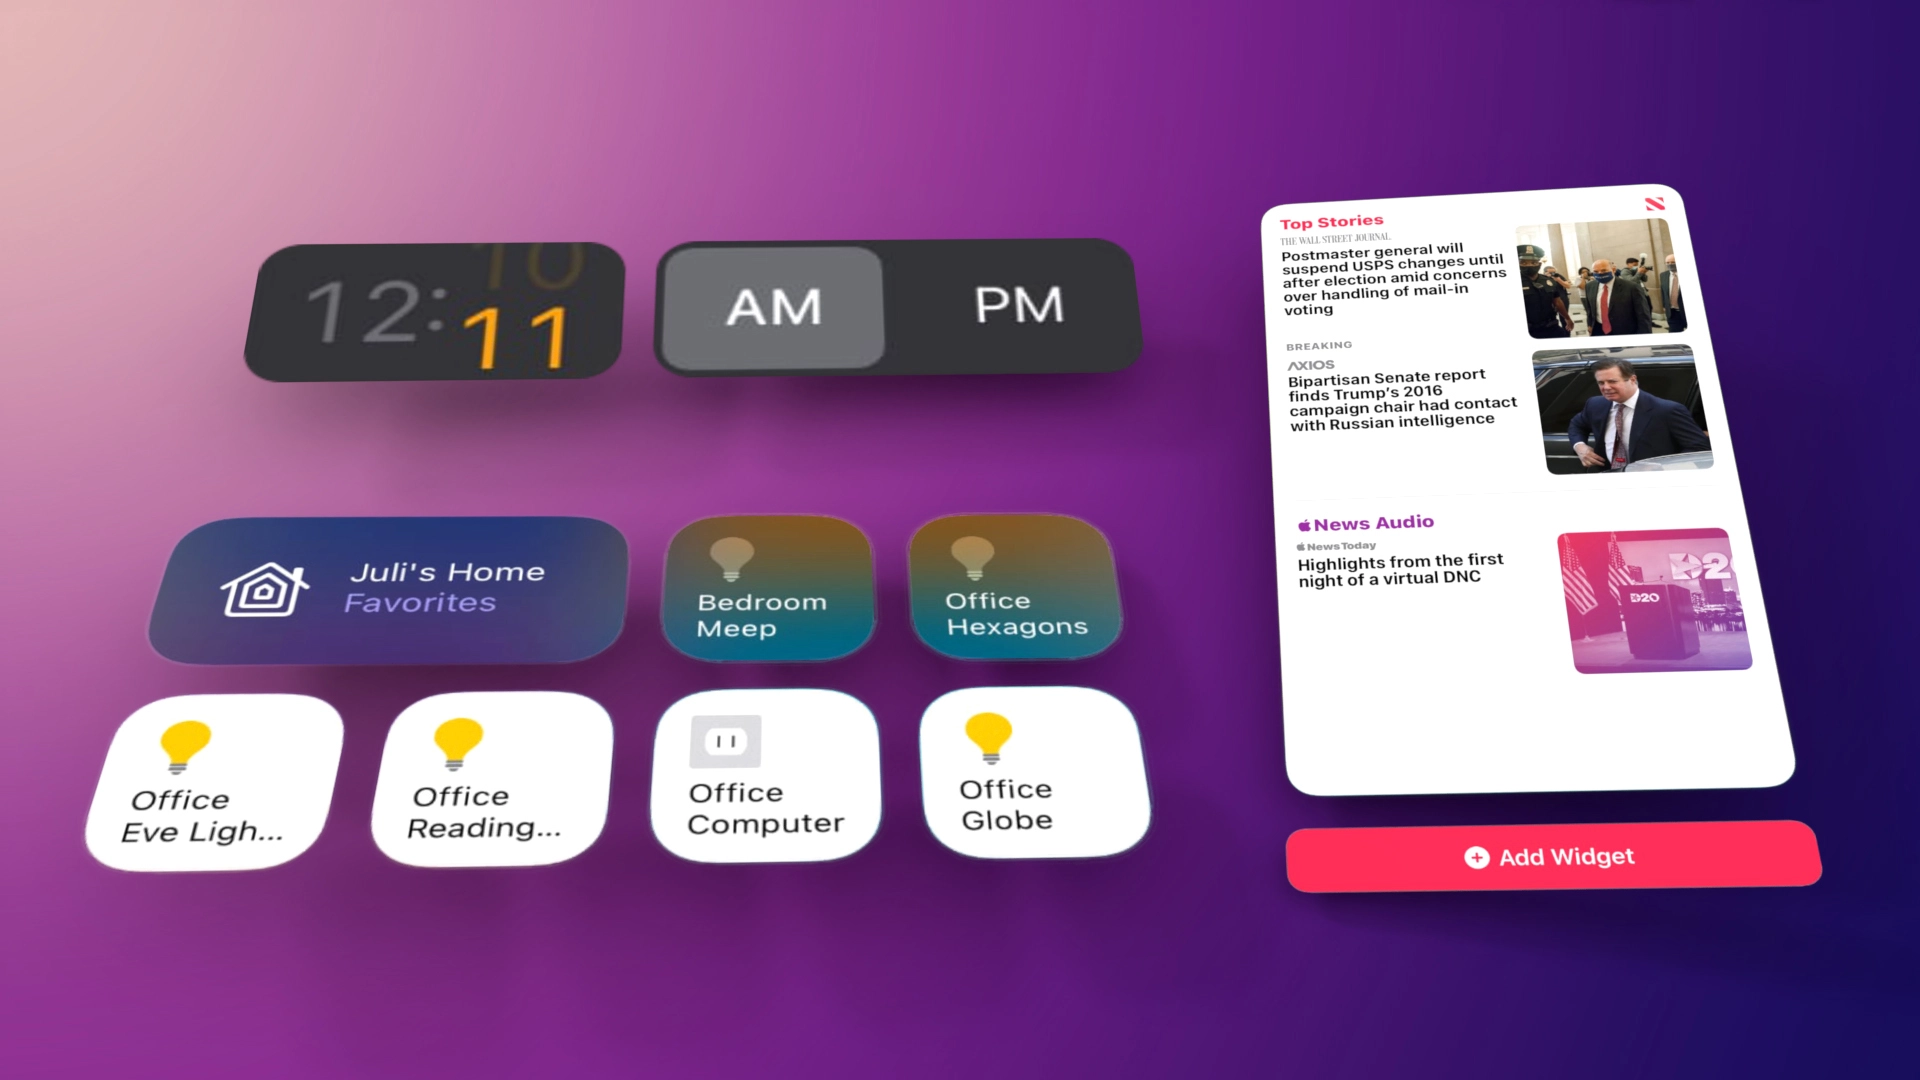 10
12:11
AM
PM
Juli's Home
Favorites
Bedroom
Meep
Office
Hexagons
Office
Eve Ligh...
Office
Reading...
Office
Computer
Office
Globe
Top Stories
THE WALL STREET JOURNAL.
Postmaster general will
suspend USPS changes until
after election amid concerns
over handling of mail-in
voting
BREAKING
AXIOS
Bipartisan Senate report
finds Trump's 2016
campaign chair had contact
with Russian intelligence
News Audio
News Today
Highlights from the first
night of a virtual DNC
D20
D2
Add Widget